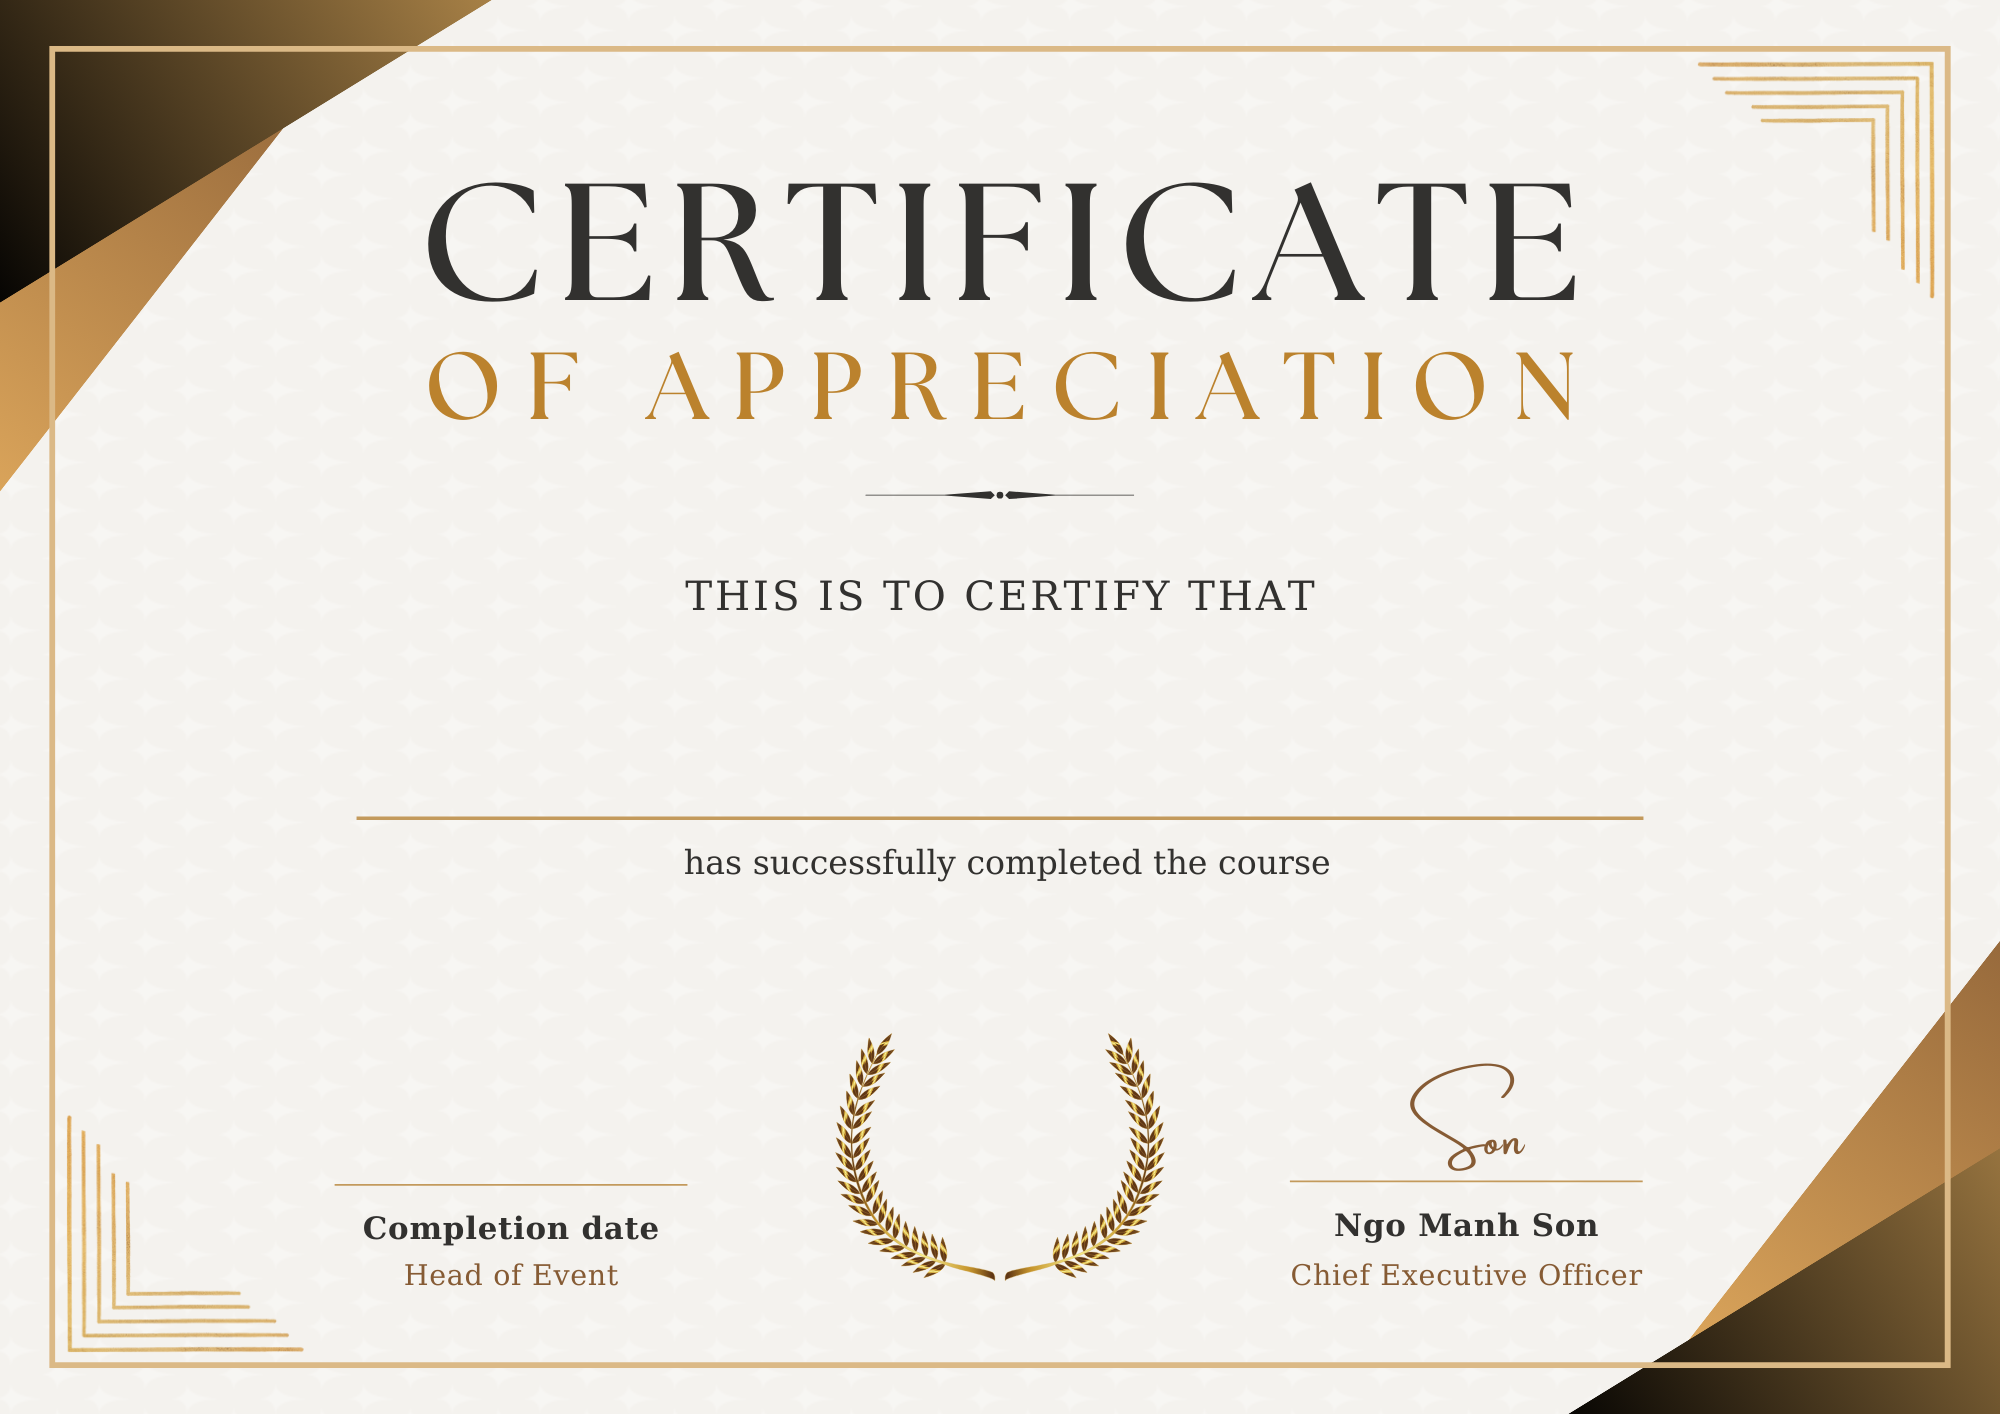 CERTIFICATE
OF APPRECIATION
THIS IS TO CERTIFY THAT
has successfully completed the course
Son
Completion date
Head of Event
Ngo Manh Son
Chief Executive Officer